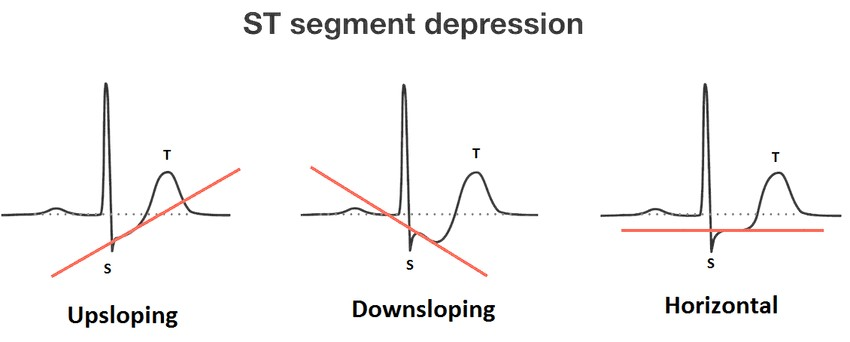 ST segment depression
T
T
T
S
S
S
Upsloping
Downsloping
Horizontal